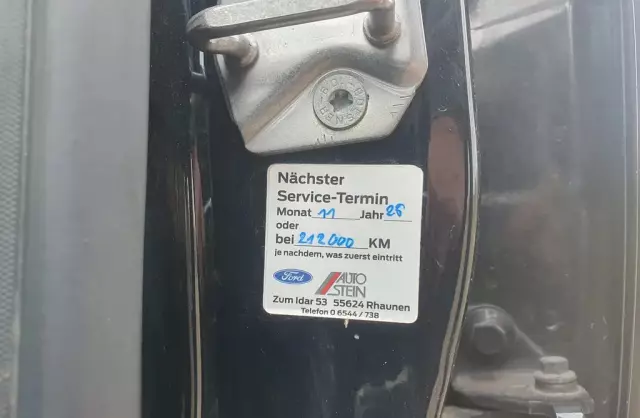 Nächster
Service-Termin
Monat 11 Jahr 26
oder
bei 212000 KM
je nachdem, was zuerst eintritt
Ford AUTO STEIN
Zum Idar 53 55624 Rhaunen
Telefon 0 6544 / 738